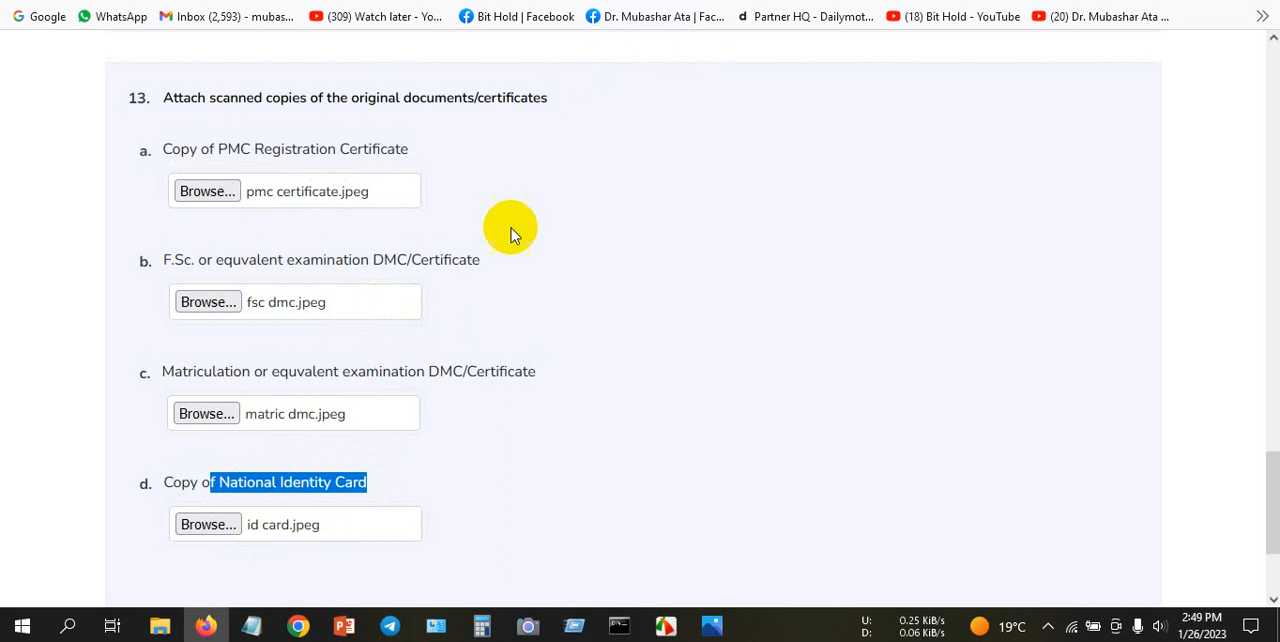 Google WhatsApp Inbox (2,593) - mubas... (309) Watch later - Yo... Bit Hold | Facebook Dr. Mubashar Ata | Fac... d Partner HQ - Dailymot... (18) Bit Hold - YouTube (20) Dr. Mubashar Ata ...
13. Attach scanned copies of the original documents/certificates
a. Copy of PMC Registration Certificate
Browse... pmc certificate.jpeg
b. F.Sc. or equvalent examination DMC/Certificate
Browse... fsc dmc.jpeg
c. Matriculation or equvalent examination DMC/Certificate
Browse... matric dmc.jpeg
d. Copy of National Identity Card
Browse... id card.jpeg
U: 0.25 KiB/s
D: 0.06 KiB/s
19°C
2:49 PM
1/26/2023